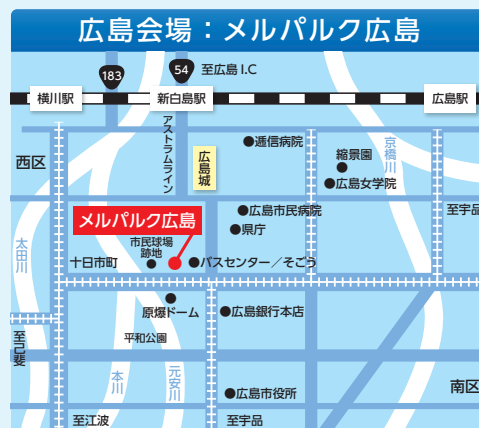 広島会場：メルパルク広島
183
54
至広島I.C
横川駅
新白島駅
広島駅
アストラムライン
広島城
逓信病院
京橋川
縮景園
広島女学院
西区
広島市民病院
県庁
至宇品
メルパルク広島
太田川
市民球場
跡地
十日市町
バスセンター／そごう
原爆ドーム
広島銀行本店
至己斐
平和公園
本川
元安川
広島市役所
南区
至江波
至宇品